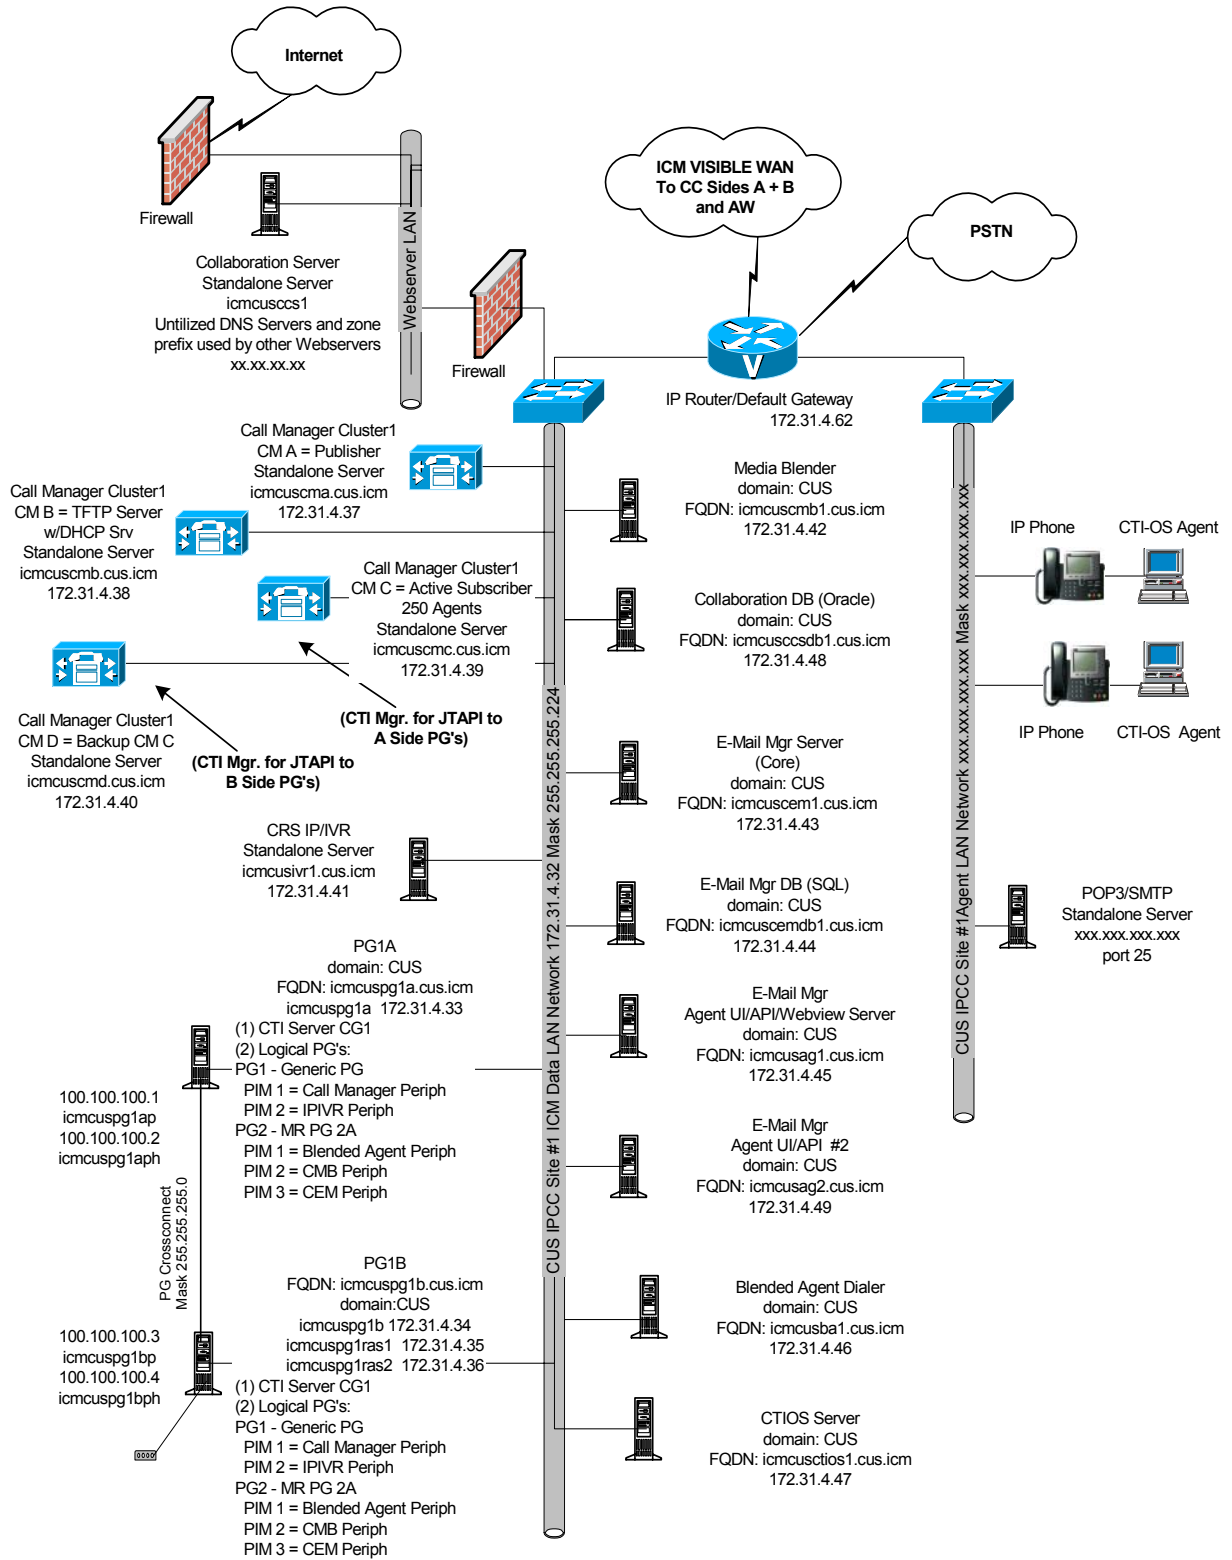 Internet
Firewall
Webserver LAN
Collaboration Server
Standalone Server
icmcusccs1
Untilized DNS Servers and zone
prefix used by other Webservers
xx.xx.xx.xx
Firewall
ICM VISIBLE WAN
To CC Sides A + B
and AW
PSTN
V
IP Router/Default Gateway
172.31.4.62
Call Manager Cluster1
CM A = Publisher
Standalone Server
icmcuscma.cus.icm
172.31.4.37
Call Manager Cluster1
CM B = TFTP Server
w/DHCP Srv
Standalone Server
icmcuscmb.cus.icm
172.31.4.38
Call Manager Cluster1
CM C = Active Subscriber
250 Agents
Standalone Server
icmcuscmc.cus.icm
172.31.4.39
Call Manager Cluster1
CM D = Backup CM C
Standalone Server
icmcuscmd.cus.icm
172.31.4.40
(CTI Mgr. for JTAPI to
A Side PG's)
(CTI Mgr. for JTAPI to
B Side PG's)
CRS IP/IVR
Standalone Server
icmcusivr1.cus.icm
172.31.4.41
PG1A
domain: CUS
FQDN: icmcuspg1a.cus.icm
icmcuspg1a 172.31.4.33
(1) CTI Server CG1
(2) Logical PG's:
PG1 - Generic PG
PIM 1 = Call Manager Periph
PIM 2 = IPIVR Periph
PG2 - MR PG 2A
PIM 1 = Blended Agent Periph
PIM 2 = CMB Periph
PIM 3 = CEM Periph
100.100.100.1
icmcuspg1ap
100.100.100.2
icmcuspg1aph
PG Crossconnect
Mask 255.255.255.0
100.100.100.3
icmcuspg1bp
100.100.100.4
icmcuspg1bph
PG1B
FQDN: icmcuspg1b.cus.icm
domain:CUS
icmcuspg1b 172.31.4.34
icmcuspg1ras1 172.31.4.35
icmcuspg1ras2 172.31.4.36
(1) CTI Server CG1
(2) Logical PG's:
PG1 - Generic PG
PIM 1 = Call Manager Periph
PIM 2 = IPIVR Periph
PG2 - MR PG 2A
PIM 1 = Blended Agent Periph
PIM 2 = CMB Periph
PIM 3 = CEM Periph
CUS IPCC Site #1 ICM Data LAN Network 172.31.4.32 Mask 255.255.255.224
Media Blender
domain: CUS
FQDN: icmcuscmb1.cus.icm
172.31.4.42
Collaboration DB (Oracle)
domain: CUS
FQDN: icmcusccsdb1.cus.icm
172.31.4.48
E-Mail Mgr Server
(Core)
domain: CUS
FQDN: icmcuscem1.cus.icm
172.31.4.43
E-Mail Mgr DB (SQL)
domain: CUS
FQDN: icmcuscemdb1.cus.icm
172.31.4.44
E-Mail Mgr
Agent UI/API/Webview Server
domain: CUS
FQDN: icmcusag1.cus.icm
172.31.4.45
E-Mail Mgr
Agent UI/API #2
domain: CUS
FQDN: icmcusag2.cus.icm
172.31.4.49
Blended Agent Dialer
domain: CUS
FQDN: icmcusba1.cus.icm
172.31.4.46
CTIOS Server
domain: CUS
FQDN: icmcusctios1.cus.icm
172.31.4.47
CUS IPCC Site #1Agent LAN Network xxx.xxx.xxx.xxx Mask xxx.xxx.xxx.xxx
IP Phone
CTI-OS Agent
IP Phone
CTI-OS Agent
POP3/SMTP
Standalone Server
xxx.xxx.xxx.xxx
port 25